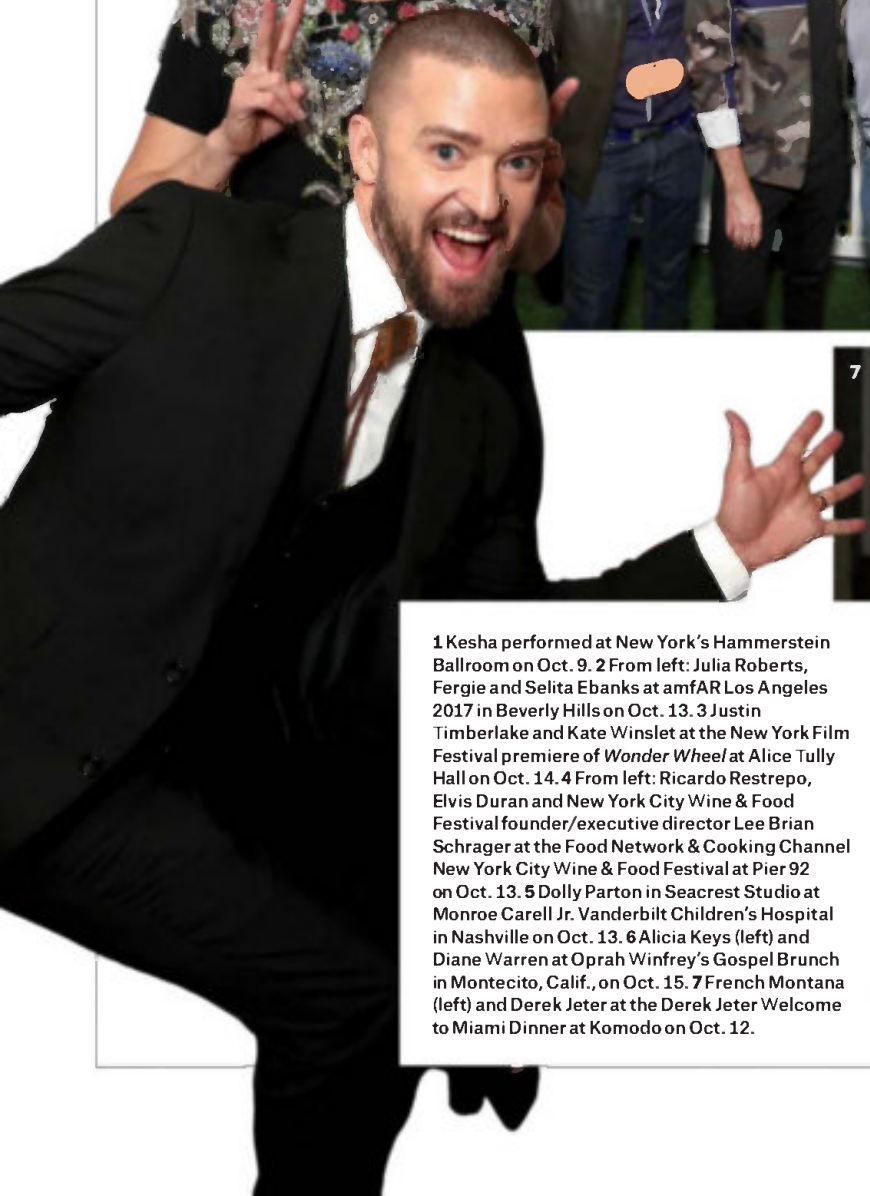 7
1 Kesha performed at New York's Hammerstein
Ballroom on Oct. 9. 2 From left: Julia Roberts,
Fergie and Selita Ebanks at amfAR Los Angeles
2017 in Beverly Hills on Oct. 13. 3 Justin
Timberlake and Kate Winslet at the New York Film
Festival premiere of Wonder Wheel at Alice Tully
Hall on Oct. 14. 4 From left: Ricardo Restrepo,
Elvis Duran and New York City Wine & Food
Festival founder/executive director Lee Brian
Schrager at the Food Network & Cooking Channel
New York City Wine & Food Festival at Pier 92
on Oct. 13. 5 Dolly Parton in Seacrest Studio at
Monroe Carell Jr. Vanderbilt Children's Hospital
in Nashville on Oct. 13. 6 Alicia Keys (left) and
Diane Warren at Oprah Winfrey's Gospel Brunch
in Montecito, Calif., on Oct. 15. 7 French Montana
(left) and Derek Jeter at the Derek Jeter Welcome
to Miami Dinner at Komodo on Oct. 12.